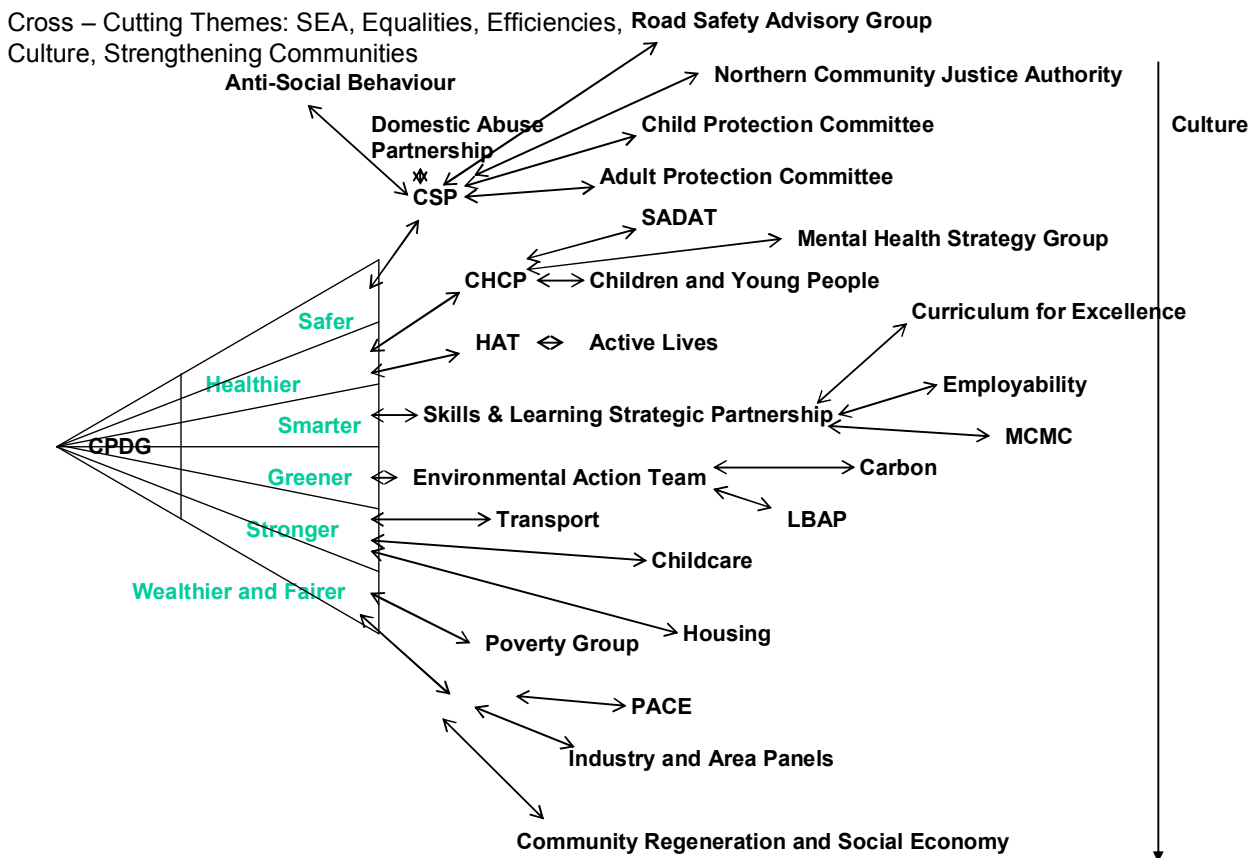 Cross – Cutting Themes: SEA, Equalities, Efficiencies,
Culture, Strengthening Communities
Road Safety Advisory Group
Northern Community Justice Authority
Anti-Social Behaviour
Domestic Abuse
Partnership
Child Protection Committee
Culture
Adult Protection Committee
CSP
SADAT
Mental Health Strategy Group
CHCP
Children and Young People
Curriculum for Excellence
Safer
HAT
Active Lives
Healthier
Employability
Smarter
Skills & Learning Strategic Partnership
MCMC
CPDG
Greener
Environmental Action Team
Carbon
LBAP
Stronger
Transport
Childcare
Wealthier and Fairer
Housing
Poverty Group
PACE
Industry and Area Panels
Community Regeneration and Social Economy